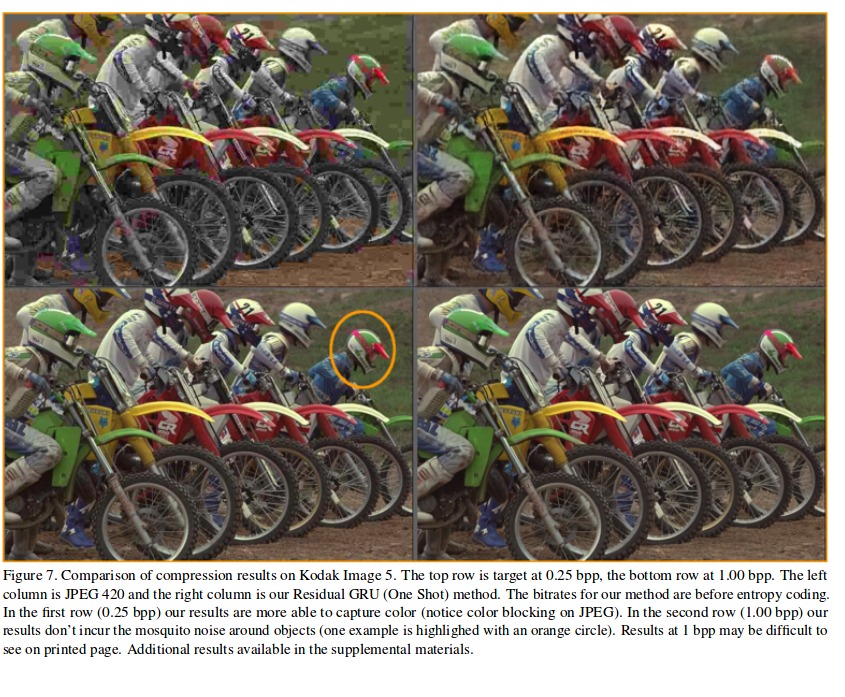 21
21
21
21
Figure 7. Comparison of compression results on Kodak Image 5. The top row is target at 0.25 bpp, the bottom row at 1.00 bpp. The left
column is JPEG 420 and the right column is our Residual GRU (One Shot) method. The bitrates for our method are before entropy coding.
In the first row (0.25 bpp) our results are more able to capture color (notice color blocking on JPEG). In the second row (1.00 bpp) our
results don't incur the mosquito noise around objects (one example is highlighed with an orange circle). Results at 1 bpp may be difficult to
see on printed page. Additional results available in the supplemental materials.